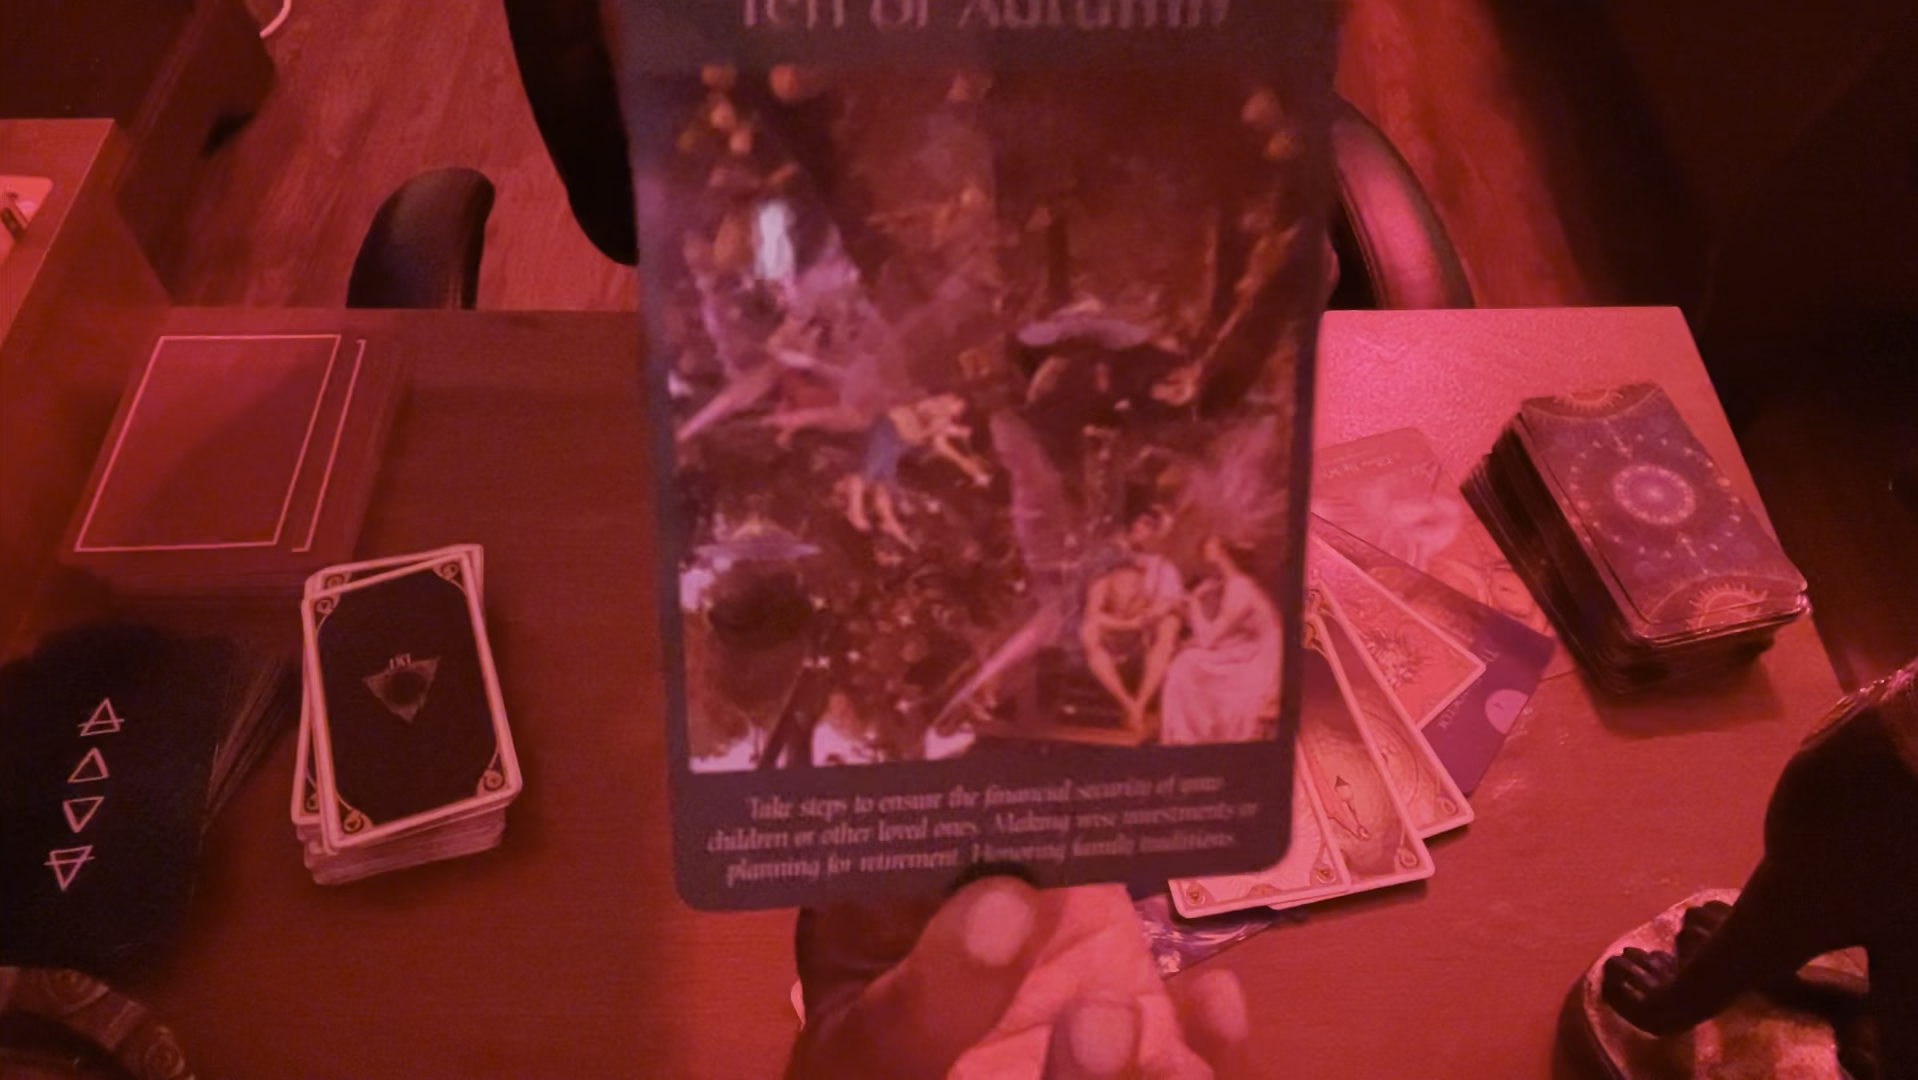 Ten of Autumn
Take steps to ensure the financial security of your
children or other loved ones. Making wise investments or
planning for retirement. Honoring family traditions.